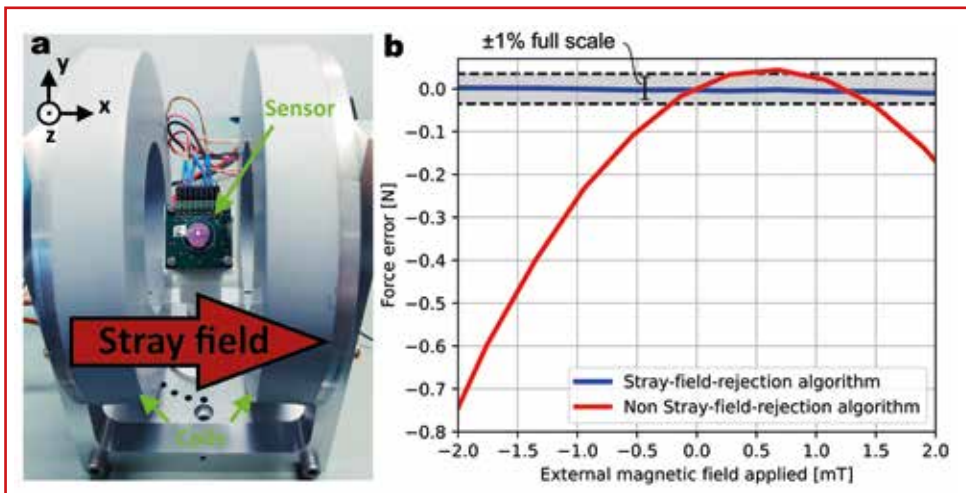 a
y
x
z
Sensor
Stray field
Coils
b
±1% full scale
0.0
−0.1
−0.2
−0.3
−0.4
−0.5
−0.6
−0.7
−0.8
Force error [N]
Stray-field-rejection algorithm
Non Stray-field-rejection algorithm
−2.0 −1.5 −1.0 −0.5 0.0 0.5 1.0 1.5 2.0
External magnetic field applied [mT]